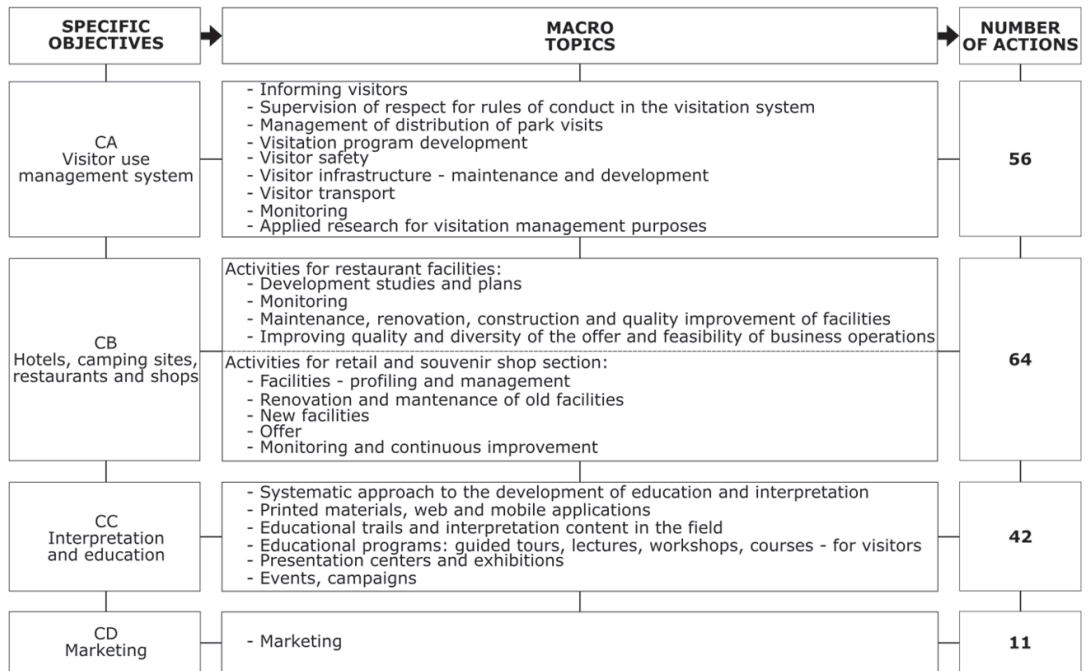 SPECIFIC
OBJECTIVES
MACRO
TOPICS
NUMBER
OF ACTIONS
CA
Visitor use
management system
- Informing visitors
- Supervision of respect for rules of conduct in the visitation system
- Management of distribution of park visits
- Visitation program development
- Visitor safety
- Visitor infrastructure - maintenance and development
- Visitor transport
- Monitoring
- Applied research for visitation management purposes
56
CB
Hotels, camping sites,
restaurants and shops
Activities for restaurant facilities:
- Development studies and plans
- Monitoring
- Maintenance, renovation, construction and quality improvement of facilities
- Improving quality and diversity of the offer and feasibility of business operations
Activities for retail and souvenir shop section:
- Facilities - profiling and management
- Renovation and mantenance of old facilities
- New facilities
- Offer
- Monitoring and continuous improvement
64
CC
Interpretation
and education
- Systematic approach to the development of education and interpretation
- Printed materials, web and mobile applications
- Educational trails and interpretation content in the field
- Educational programs: guided tours, lectures, workshops, courses - for visitors
- Presentation centers and exhibitions
- Events, campaigns
42
CD
Marketing
- Marketing
11